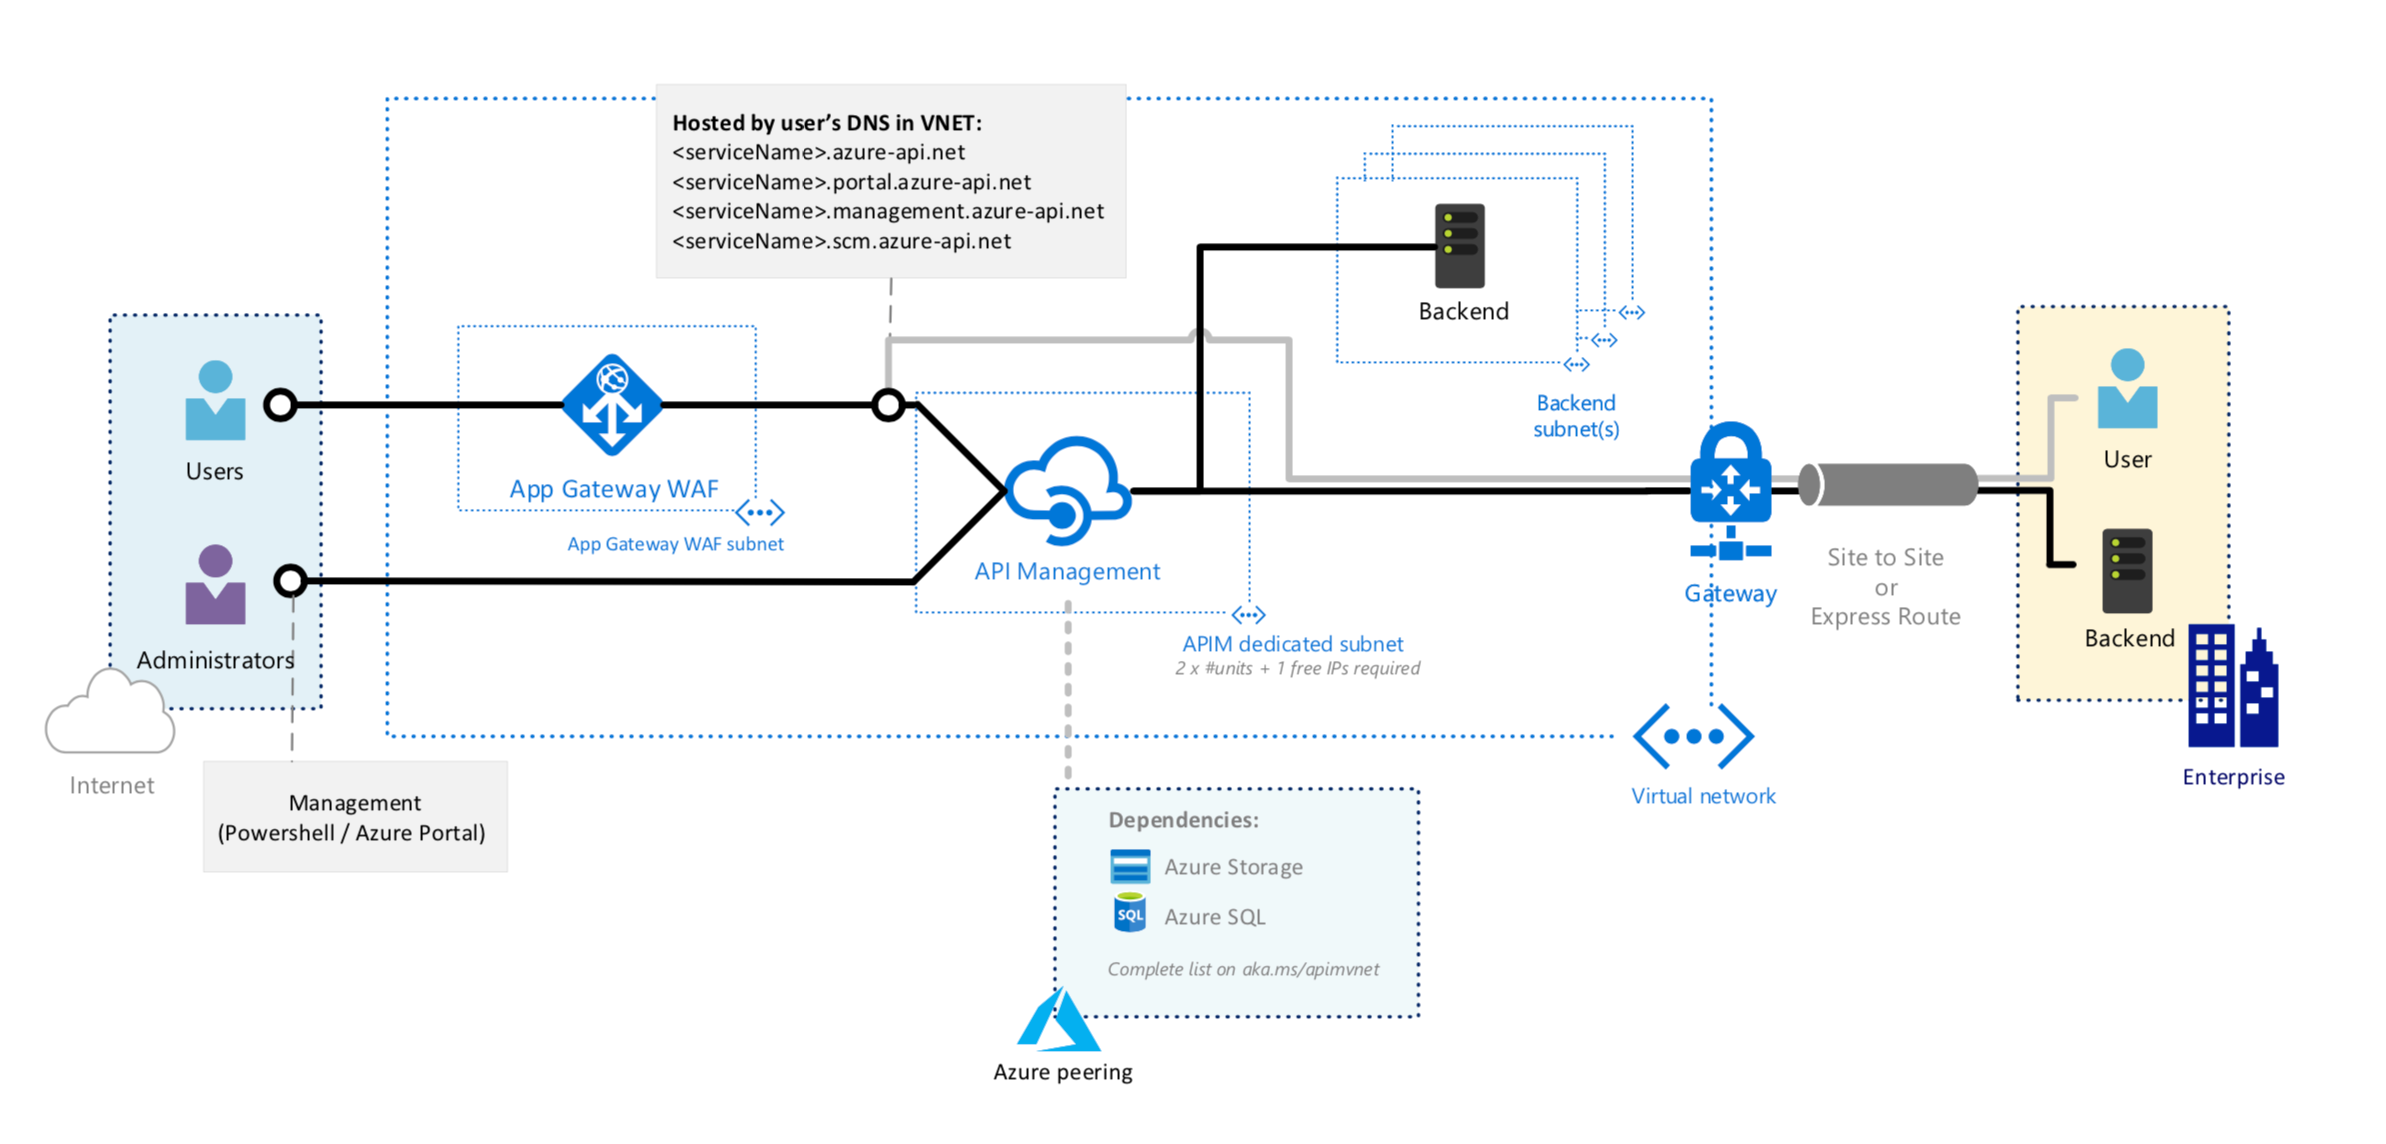 Hosted by user’s DNS in VNET:
<serviceName>.azure-api.net
<serviceName>.portal.azure-api.net
<serviceName>.management.azure-api.net
<serviceName>.scm.azure-api.net
Users
Administrators
Internet
Management
(Powershell / Azure Portal)
App Gateway WAF
App Gateway WAF subnet
API Management
APIM dedicated subnet
2 x #units + 1 free IPs required
Backend
Backend
subnet(s)
Gateway
Virtual network
Site to Site
or
Express Route
User
Backend
Enterprise
Dependencies:
Azure Storage
SQL
Azure SQL
Complete list on aka.ms/apimvnet
Azure peering